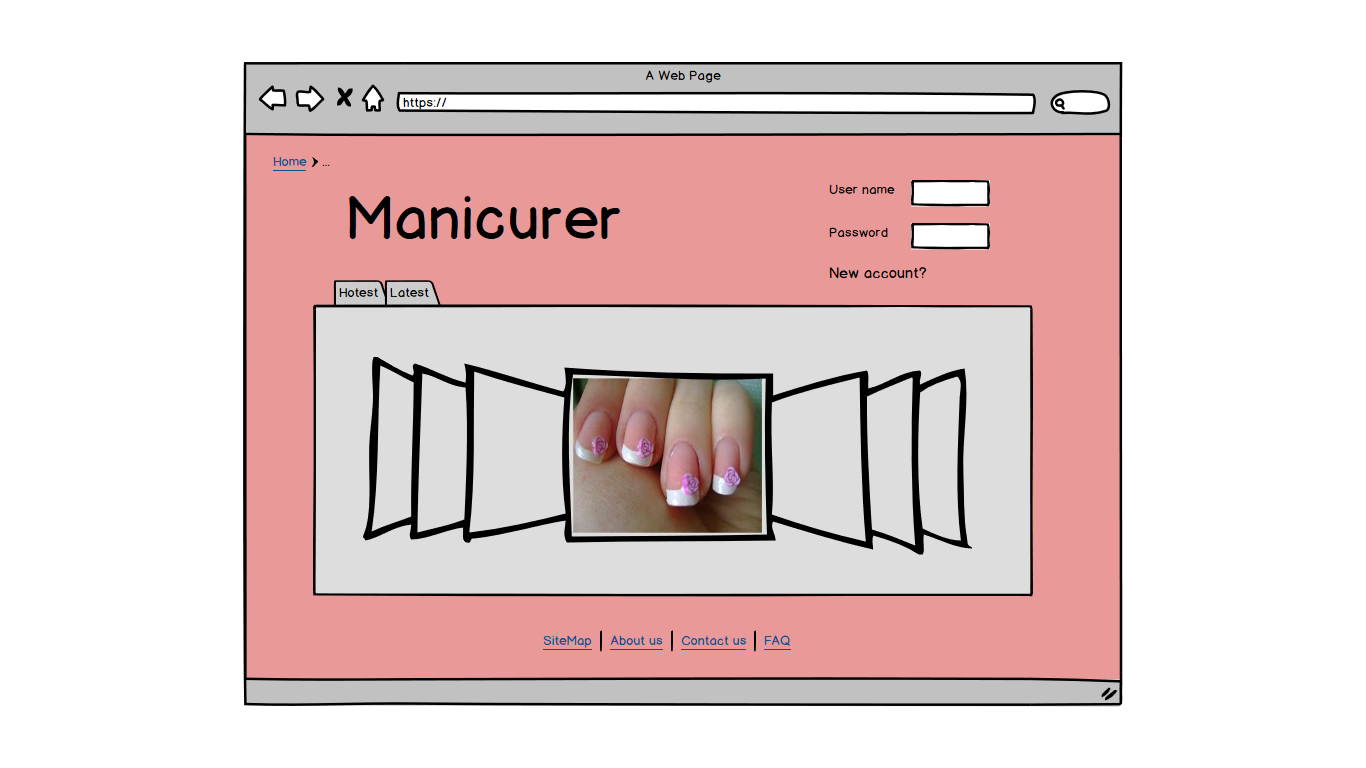 A Web Page
https://
Home > ...
User name
Manicurer
Password
New account?
Hotest Latest
SiteMap | About us | Contact us | FAQ